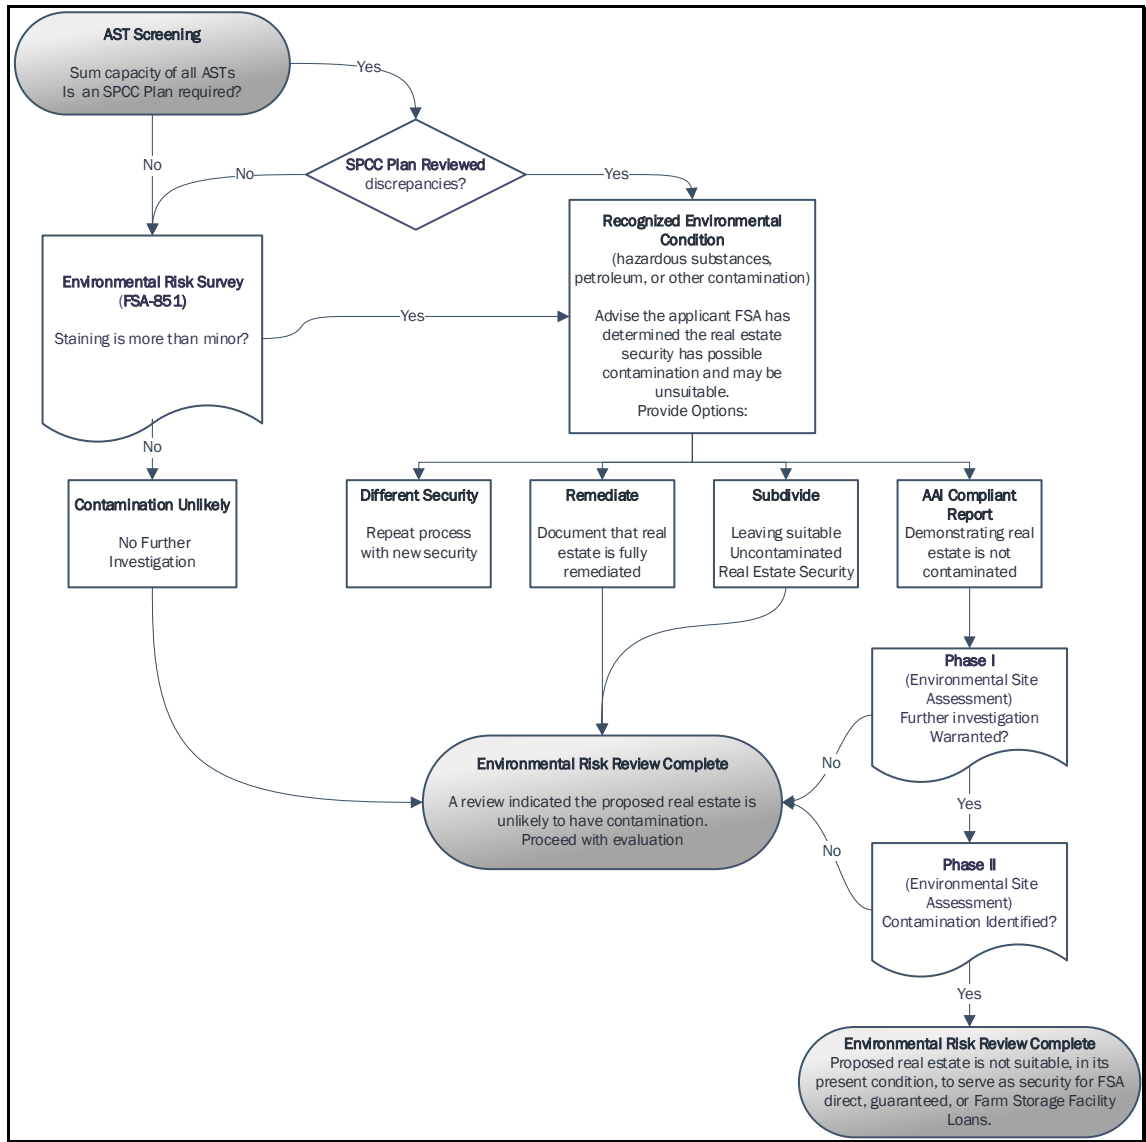 AST Screening
Sum capacity of all ASTs
Is an SPCC Plan required?
Yes
No
SPCC Plan Reviewed
discrepancies?
No
Yes
Environmental Risk Survey
(FSA-851)
Staining is more than minor?
Yes
No
Recognized Environmental
Condition
(hazardous substances,
petroleum, or other contamination)
Advise the applicant FSA has
determined the real estate
security has possible
contamination and may be
unsuitable.
Provide Options:
Contamination Unlikely
No Further
Investigation
Different Security
Repeat process
with new security
Remediate
Document that real
estate is fully
remediated
Subdivide
Leaving suitable
Uncontaminated
Real Estate Security
AAI Compliant
Report
Demonstrating real
estate is not
contaminated
Phase I
(Environmental Site
Assessment)
Further investigation
Warranted?
No
Yes
Environmental Risk Review Complete
A review indicated the proposed real estate is
unlikely to have contamination.
Proceed with evaluation
Phase II
(Environmental Site
Assessment)
Contamination Identified?
No
Yes
Environmental Risk Review Complete
Proposed real estate is not suitable, in its
present condition, to serve as security for FSA
direct, guaranteed, or Farm Storage Facility
Loans.